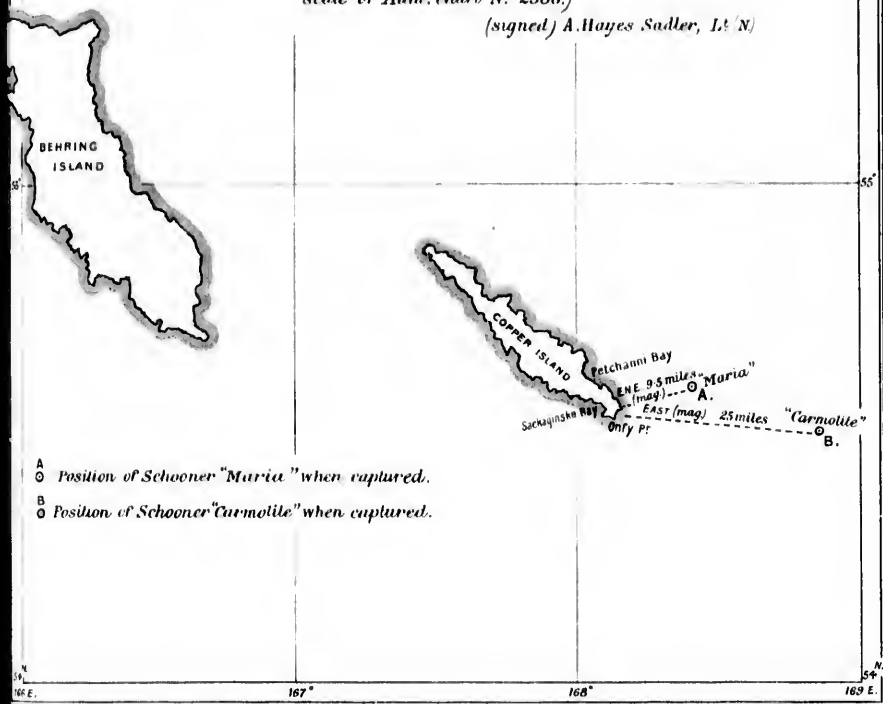 (signed) A. Hayes Sadler, Lt. (N)
BEHRING
ISLAND
55°
55°
COPPER ISLAND
Petchanni Bay
E.N.E. 9·5 miles "Maria"
(mag.)
A.
EAST (mag.) 25 miles "Carmolite"
B.
Sackaginske Bay
Onfy Pt.
A
Position of Schooner "Maria" when captured.
B
Position of Schooner "Carmolite" when captured.
N.
54
N.
54
166 E.
167°
168°
169 E.